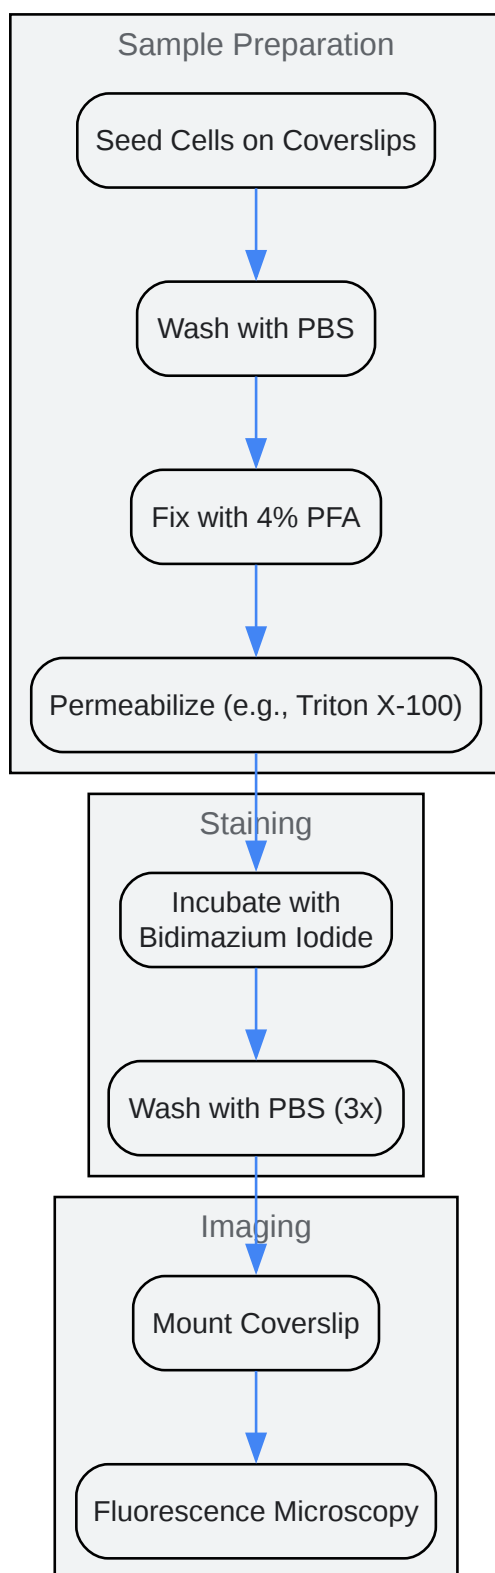 Sample Preparation
Seed Cells on Coverslips
Wash with PBS
Fix with 4% PFA
Permeabilize (e.g., Triton X-100)
Staining
Incubate with
Bidimazium Iodide
Wash with PBS (3x)
Imaging
Mount Coverslip
Fluorescence Microscopy